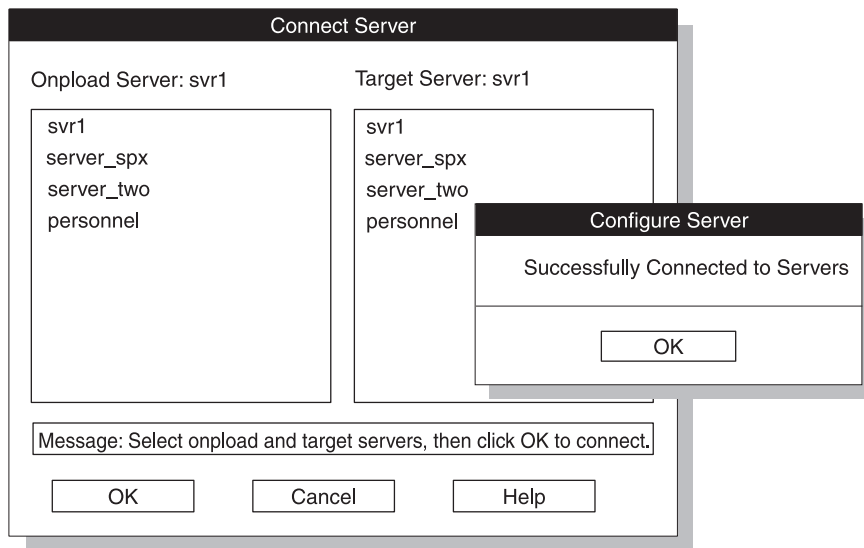 Connect Server
Onpload Server: svr1
Target Server: svr1
svr1
server_spx
server_two
personnel
svr1
server_spx
server_two
personnel
Configure Server
Successfully Connected to Servers
OK
Message: Select onpload and target servers, then click OK to connect.
OK
Cancel
Help